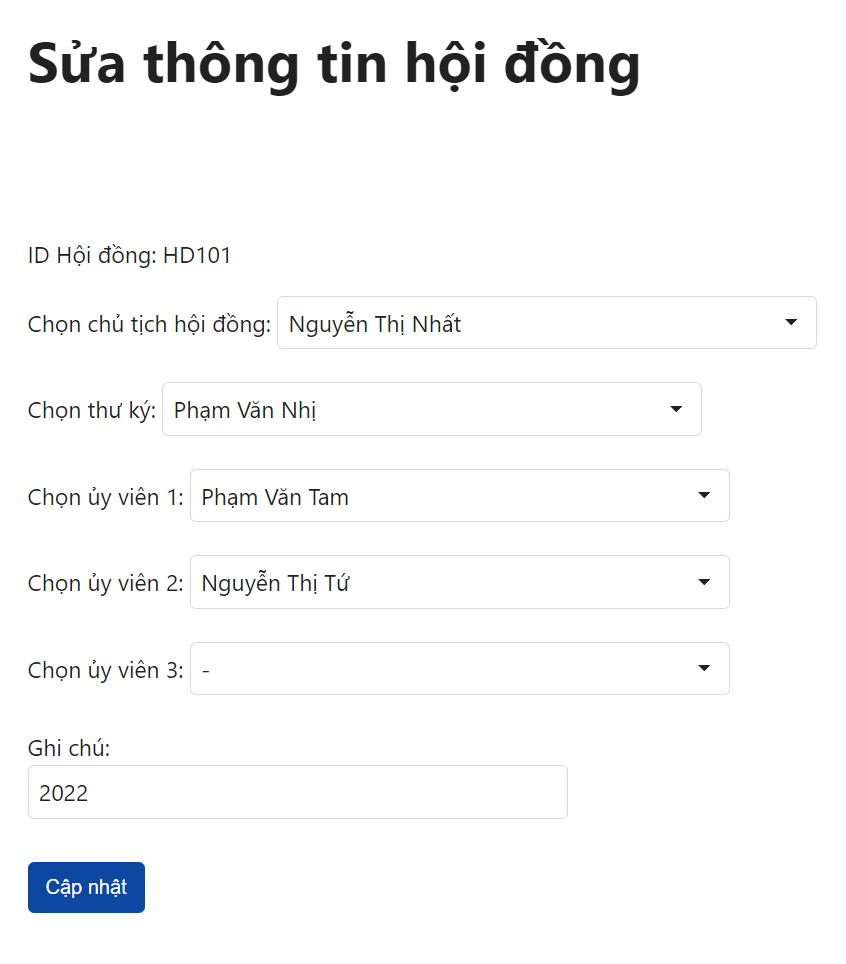 Sửa thông tin hội đồng
ID Hội đồng: HD101
Chọn chủ tịch hội đồng: Nguyễn Thị Nhất
Chọn thư ký: Phạm Văn Nhị
Chọn ủy viên 1: Phạm Văn Tam
Chọn ủy viên 2: Nguyễn Thị Tứ
Chọn ủy viên 3: -
Ghi chú:
2022
Cập nhật